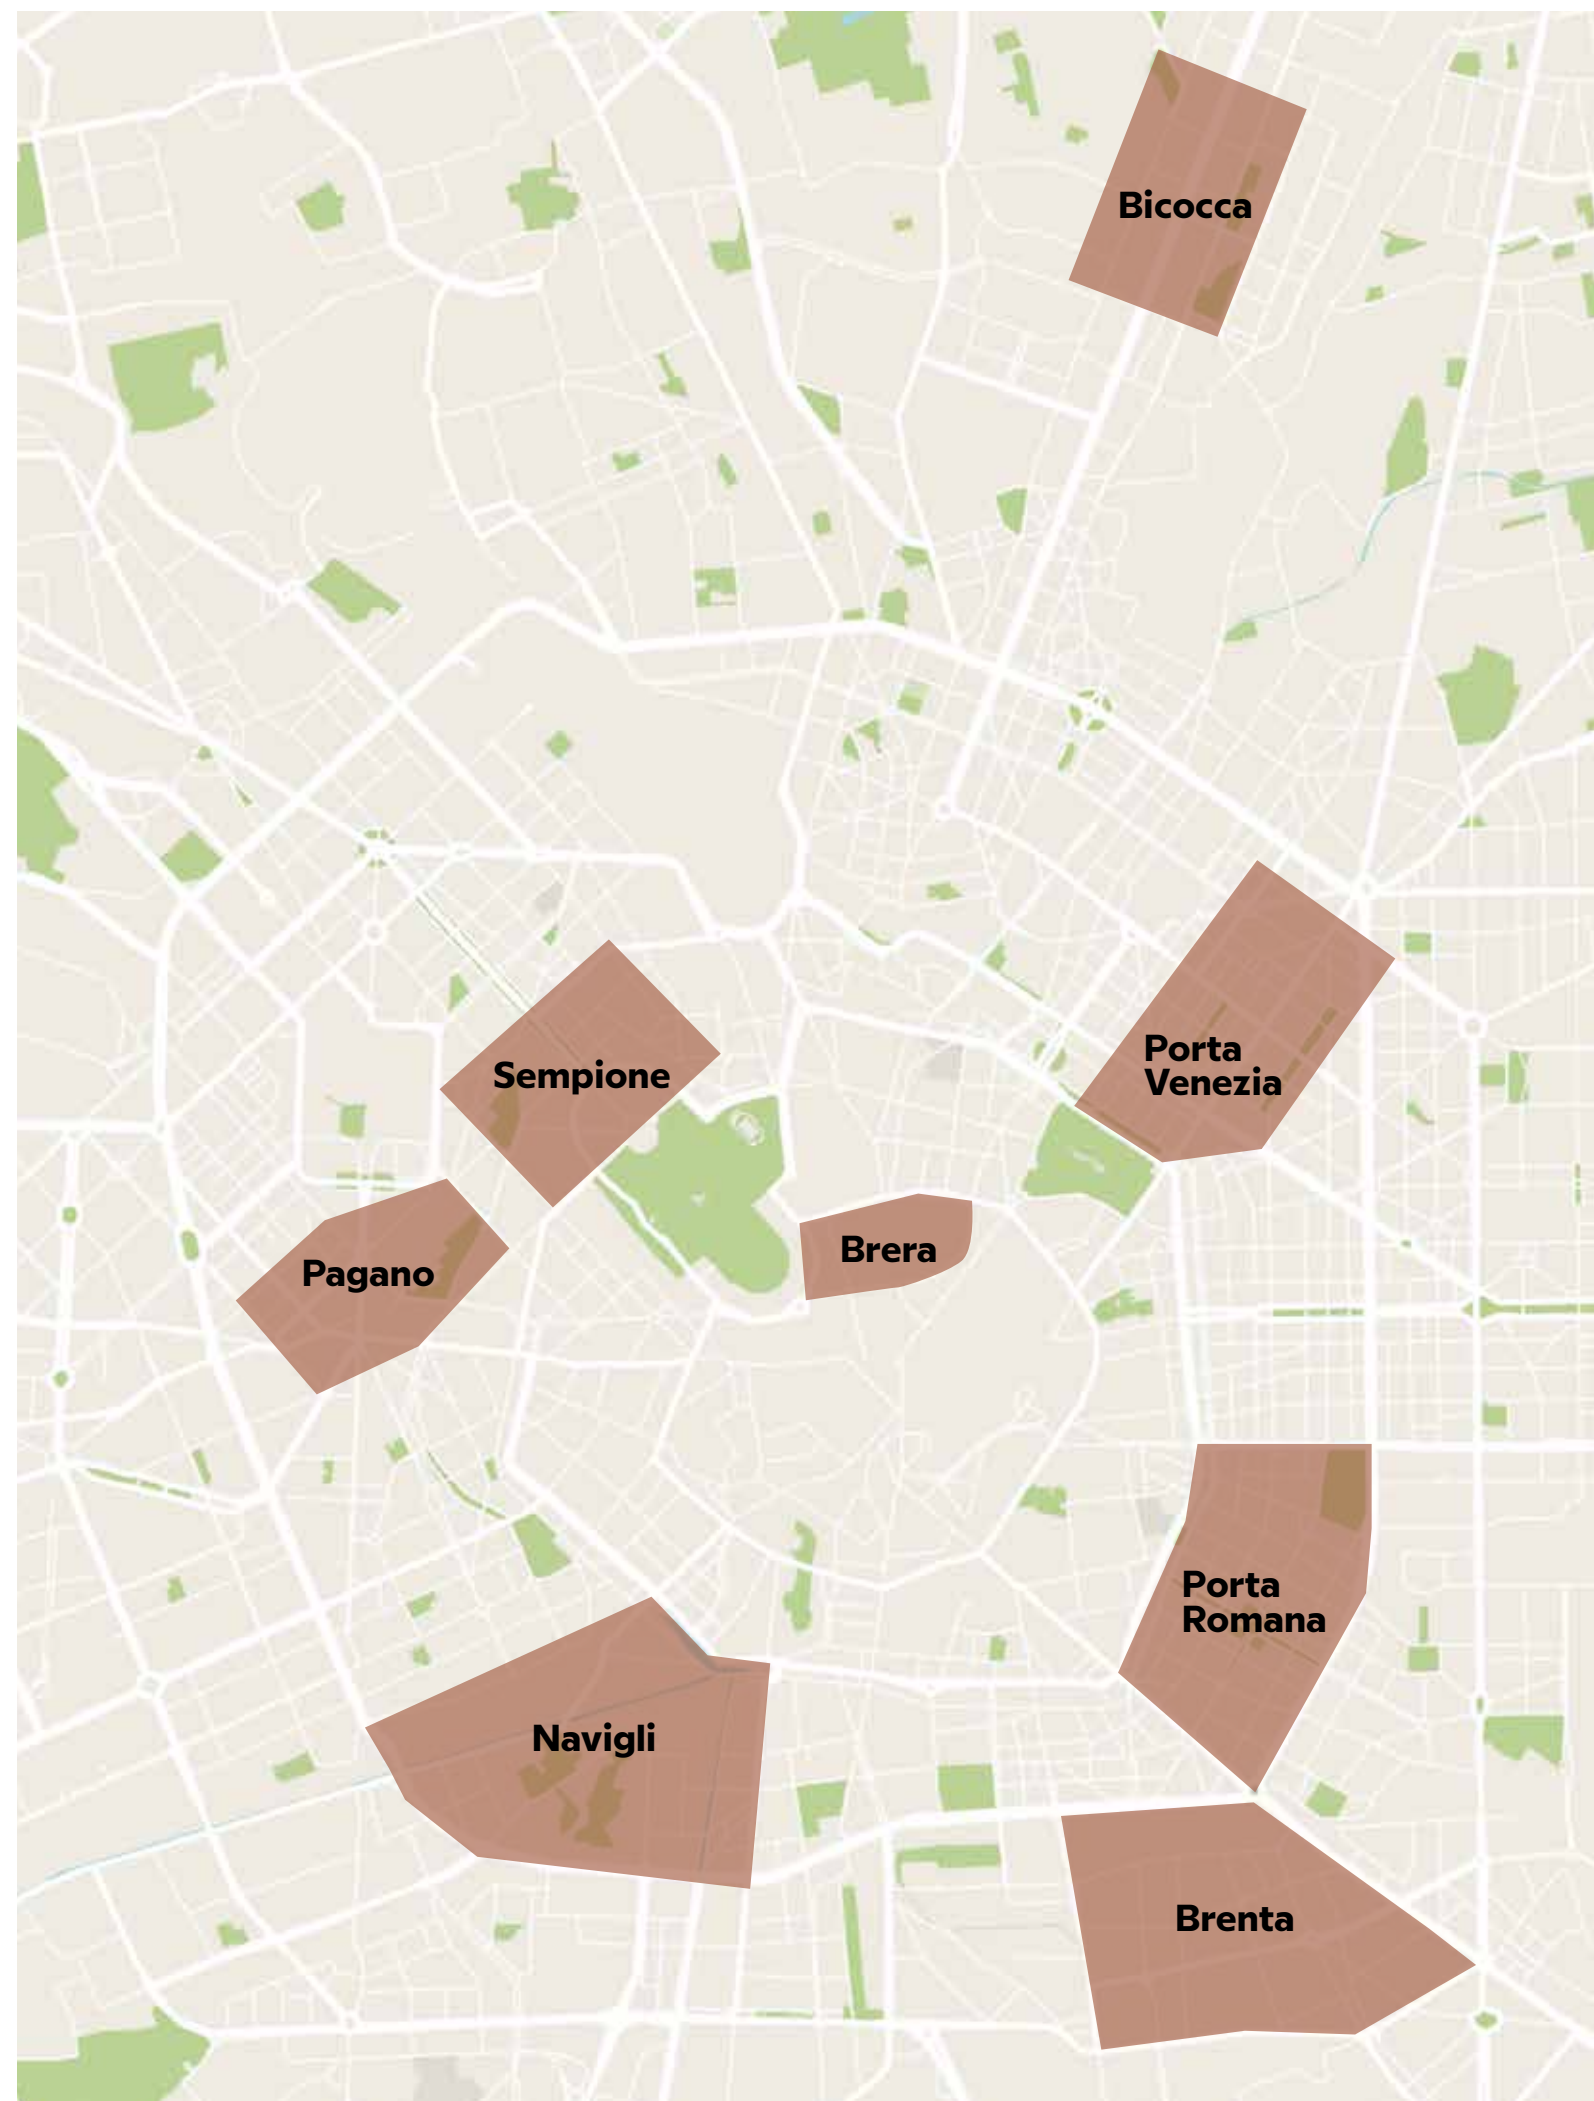 Bicocca
Porta
Venezia
Sempione
Brera
Pagano
Porta
Romana
Navigli
Brenta